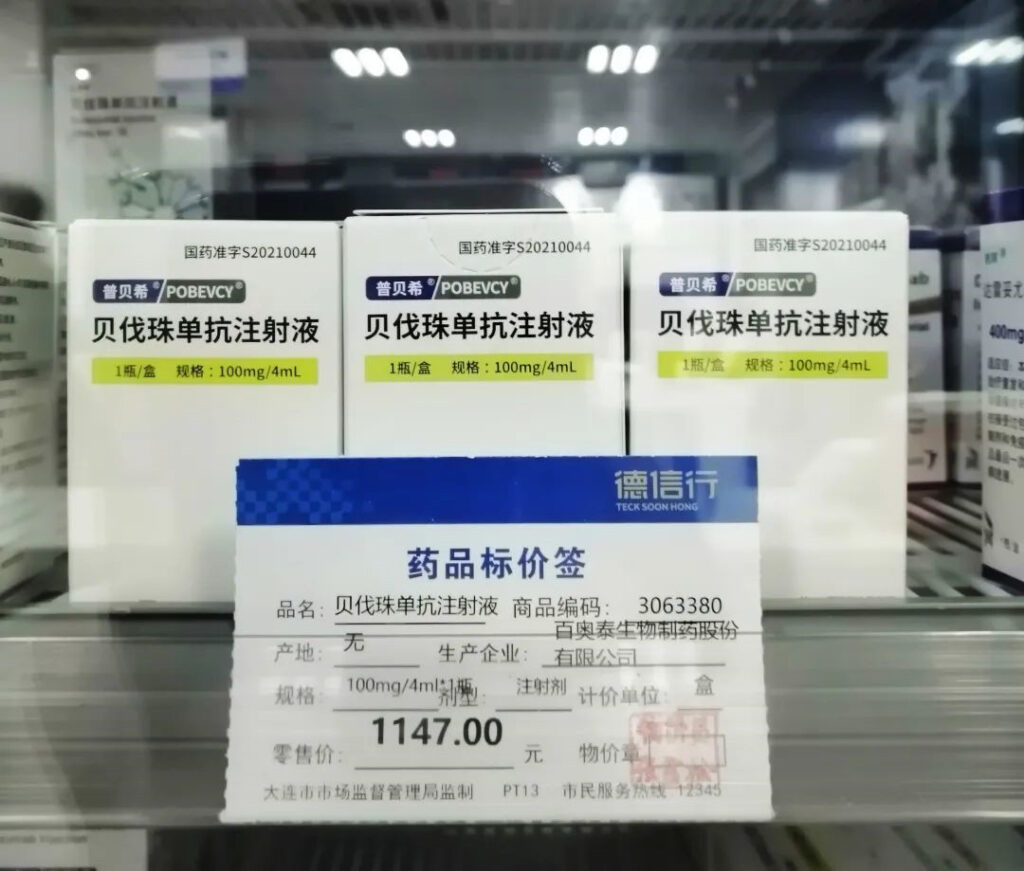 国药准字S20210044
普贝希®/POBEVCY®
贝伐珠单抗注射液
1瓶/盒 规格：100mg/4mL
国药准字S20210044
普贝希®/POBEVCY®
贝伐珠单抗注射液
1瓶/盒 规格：100mg/4mL
国药准字S20210044
普贝希®/POBEVCY®
贝伐珠单抗注射液
1瓶/盒 规格：100mg/4mL
400mg
德信行
TECK SOON HONG
药品标价签
品名：贝伐珠单抗注射液 商品编码：3063380
产地：无 生产企业：百奥泰生物制药股份
有限公司
规格：100mg/4ml*1瓶 剂型：注射剂 计价单位：盒
零售价：1147.00 元 物价章
大连市市场监督管理局监制 PT13 市民服务热线 12345